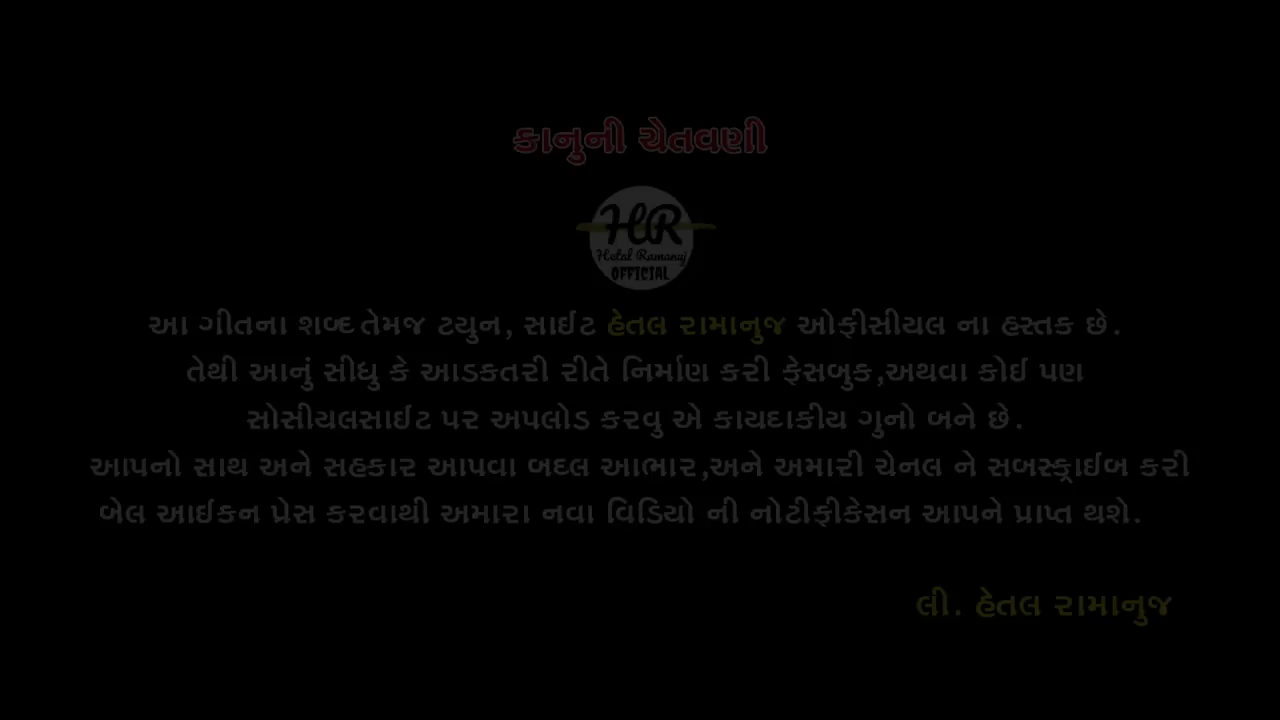 કાનુની ચેતવણી
HR
Hetal Ramanuj
OFFICIAL
આ ગીતના શબ્દ તેમજ ટયુન, સાઈટ હેતલ રામાનુજ ઓફીસીયલ ના હસ્તક છે.
તેથી આનું સીધુ કે આડકતરી રીતે નિર્માણ કરી ફેસબુક,અથવા કોઈ પણ
સોસીયલસાઈટ પર અપલોડ કરવુ એ કાયદાકીય ગુનો બને છે.
આપનો સાથ અને સહકાર આપવા બદલ આભાર,અને અમારી ચેનલ ને સબસ્ક્રાઈબ કરી
બેલ આઈકન પ્રેસ કરવાથી અમારા નવા વિડિયો ની નોટીફીકેસન આપને પ્રાપ્ત થશે.
લી. હેતલ રામાનુજ